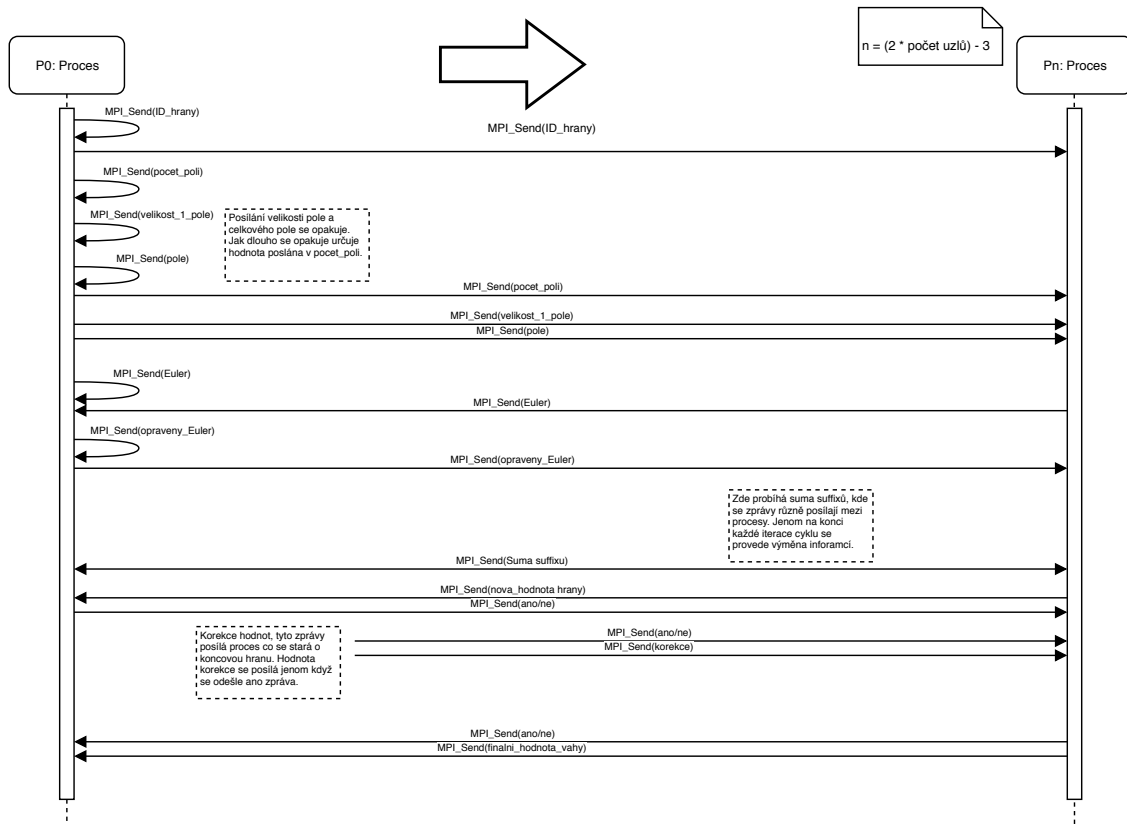 n = (2 * počet uzlů) - 3
P0: Proces
Pn: Proces
MPI_Send(ID_hrany)
MPI_Send(ID_hrany)
MPI_Send(pocet_poli)
MPI_Send(velikost_1_pole)
Posílání velikosti pole a
celkového pole se opakuje.
Jak dlouho se opakuje určuje
hodnota poslána v pocet_poli.
MPI_Send(pole)
MPI_Send(pocet_poli)
MPI_Send(velikost_1_pole)
MPI_Send(pole)
MPI_Send(Euler)
MPI_Send(Euler)
MPI_Send(opraveny_Euler)
MPI_Send(opraveny_Euler)
Zde probíhá suma suffixů, kde
se zprávy různě posílají mezi
procesy. Jenom na konci
každé iterace cyklu se
provede výměna inforamcí.
MPI_Send(Suma suffixu)
MPI_Send(nova_hodnota hrany)
MPI_Send(ano/ne)
Korekce hodnot, tyto zprávy
posílá proces co se stará o
koncovou hranu. Hodnota
korekce se posílá jenom když
se odešle ano zpráva.
MPI_Send(ano/ne)
MPI_Send(korekce)
MPI_Send(ano/ne)
MPI_Send(finalni_hodnota_vahy)